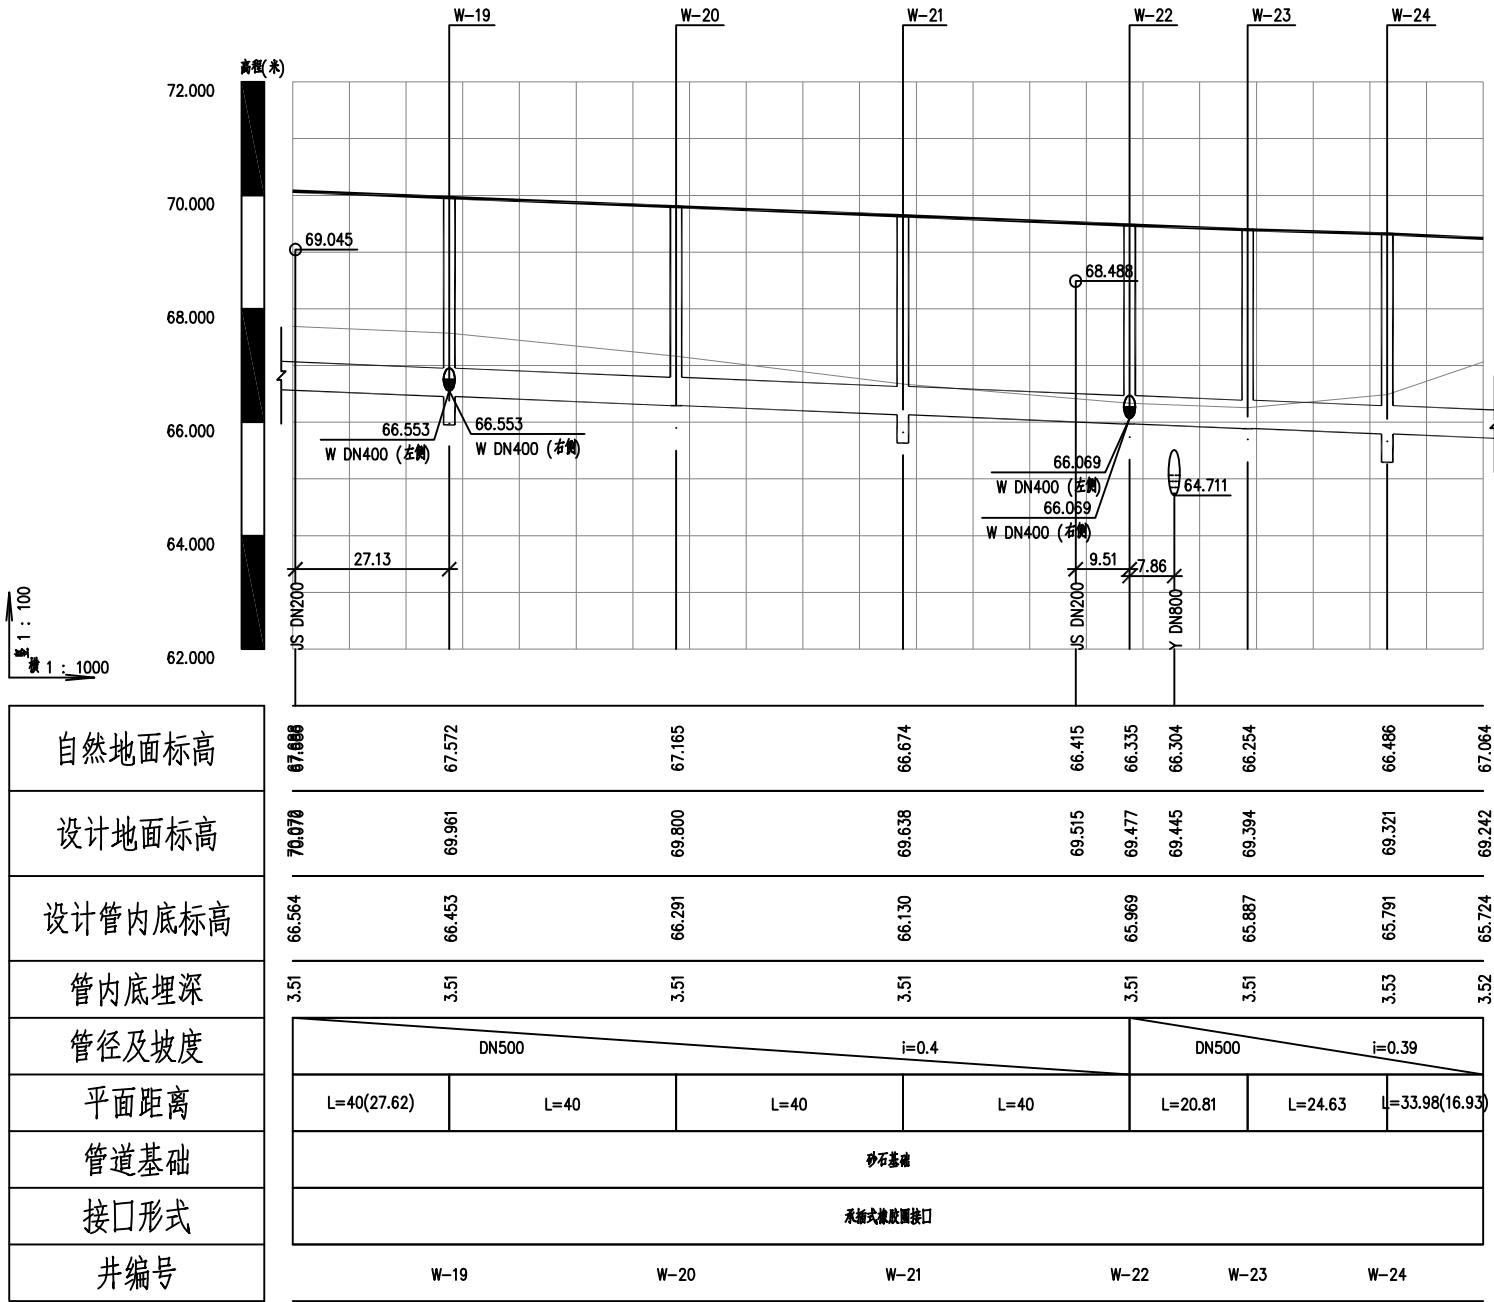 W-19
W-20
W-21
W-22
W-23
W-24
高程(米)
72.000
70.000
68.000
66.000
64.000
62.000
69.045
68.488
66.553
W DN400 (左侧)
66.553
W DN400 (右侧)
66.069
W DN400 (左侧)
66.069
W DN400 (右侧)
64.711
27.13
9.51
7.86
JS DN200
JS DN200
Y DN800
竖 1 : 100
横 1 : 1000
自然地面标高
67.686
67.572
67.165
66.674
66.415
66.335
66.304
66.254
66.486
67.064
设计地面标高
70.070
69.961
69.800
69.638
69.515
69.477
69.445
69.394
69.321
69.242
设计管内底标高
66.564
66.453
66.291
66.130
65.969
65.887
65.791
65.724
管内底埋深
3.51
3.51
3.51
3.51
3.51
3.51
3.53
3.52
管径及坡度
DN500
i=0.4
DN500
i=0.39
平面距离
L=40(27.62)
L=40
L=40
L=40
L=20.81
L=24.63
L=33.98(16.93)
管道基础
砂石基础
接口形式
承插式橡胶圈接口
井编号
W-19
W-20
W-21
W-22
W-23
W-24